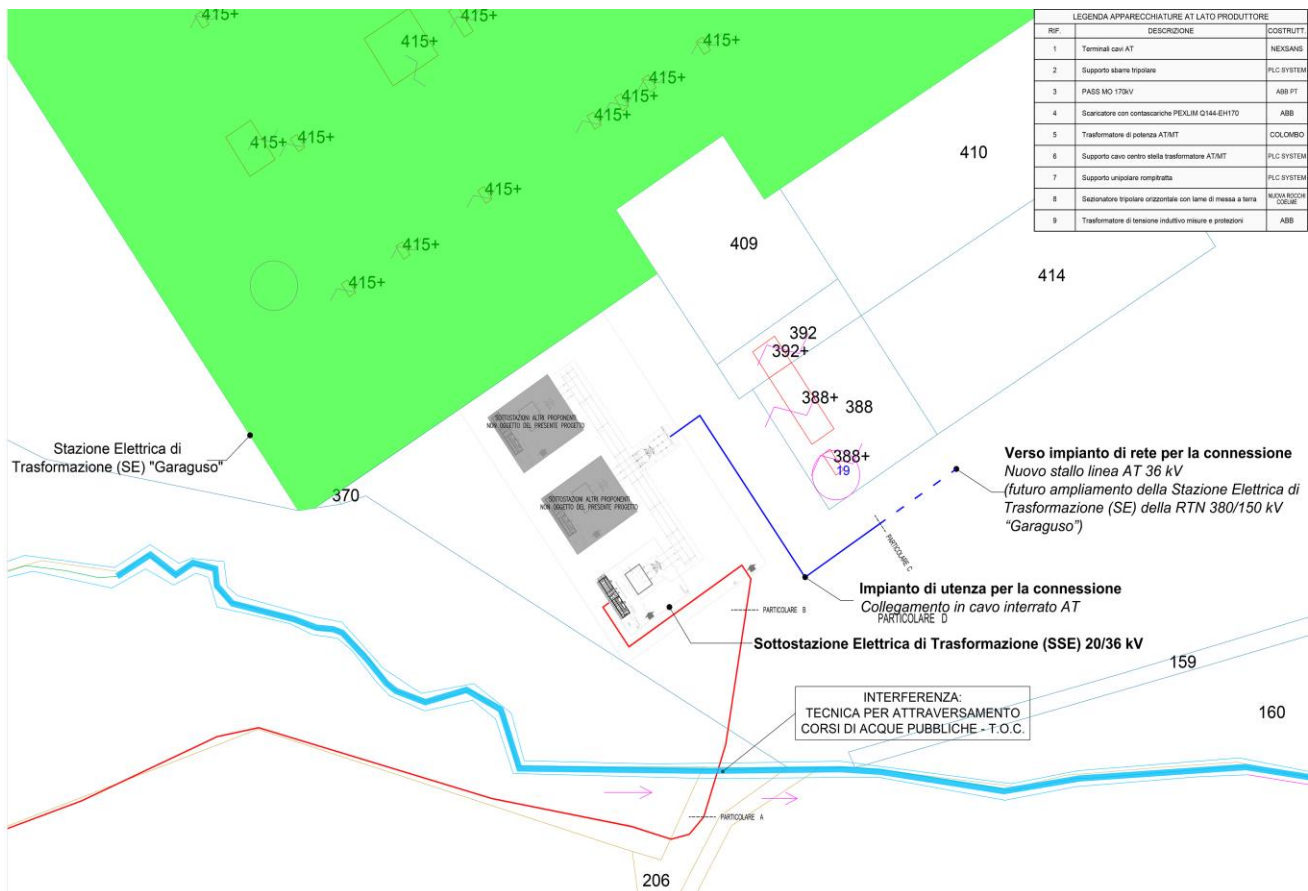 LEGENDA APPARECCHIATURE AT LATO PRODUTTORE
RIF. DESCRIZIONE COSTRUTT.
1 Terminali cavi AT NEXSANS
2 Supporto sbarre tripolare PLC SYSTEM
3 PASS MO 170kV ABB PT
4 Scaricatore con contascariche PEXLIM Q144-EH170 ABB
5 Trasformatore di potenza AT/MT COLOMBO
6 Supporto cavo centro stella trasformatore AT/MT PLC SYSTEM
7 Supporto unipolare rompitratta PLC SYSTEM
8 Sezionatore tripolare orizzontale con lame di messa a terra NUOVA ROCCHI COELME
9 Trasformatore di tensione induttivo misure e protezioni ABB
415+
415+
415+
415+
415+
415+
415+
415+
415+
415+
415+
415+
410
409
414
392
392+
388+
388
388+
19
SOTTOSTAZIONI ALTRI PROPONENTI
NON OGGETTO DEL PRESENTE PROGETTO
Stazione Elettrica di
Trasformazione (SE) "Garaguso"
370
SOTTOSTAZIONI ALTRI PROPONENTI
NON OGGETTO DEL PRESENTE PROGETTO
Verso impianto di rete per la connessione
Nuovo stallo linea AT 36 kV
(futuro ampliamento della Stazione Elettrica di
Trasformazione (SE) della RTN 380/150 kV
“Garaguso”)
PARTICOLARE C
Impianto di utenza per la connessione
Collegamento in cavo interrato AT
PARTICOLARE D
PARTICOLARE B
Sottostazione Elettrica di Trasformazione (SSE) 20/36 kV
159
160
INTERFERENZA:
TECNICA PER ATTRAVERSAMENTO
CORSI DI ACQUE PUBBLICHE - T.O.C.
PARTICOLARE A
206